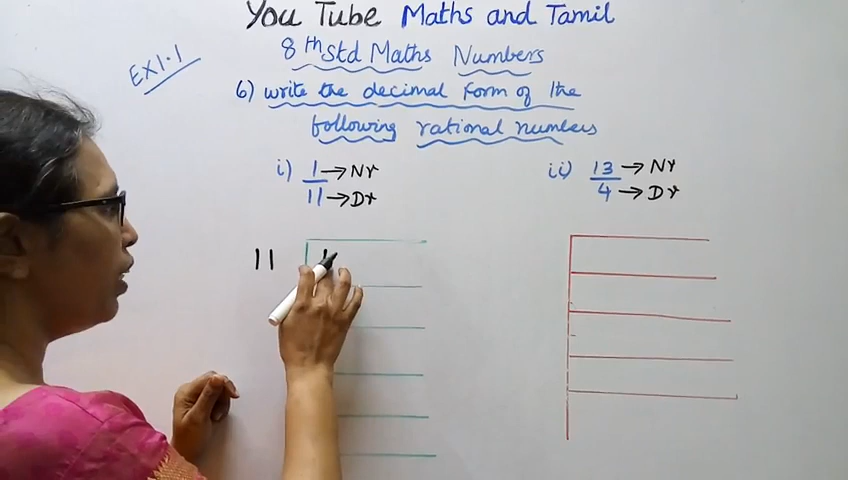 You Tube Maths and Tamil
8th Std Maths Numbers
EX1.1
6) write the decimal form of the
following rational numbers
i) 1/11 →Nr →Dr
ii) 13/4 →Nr →Dr
11 1